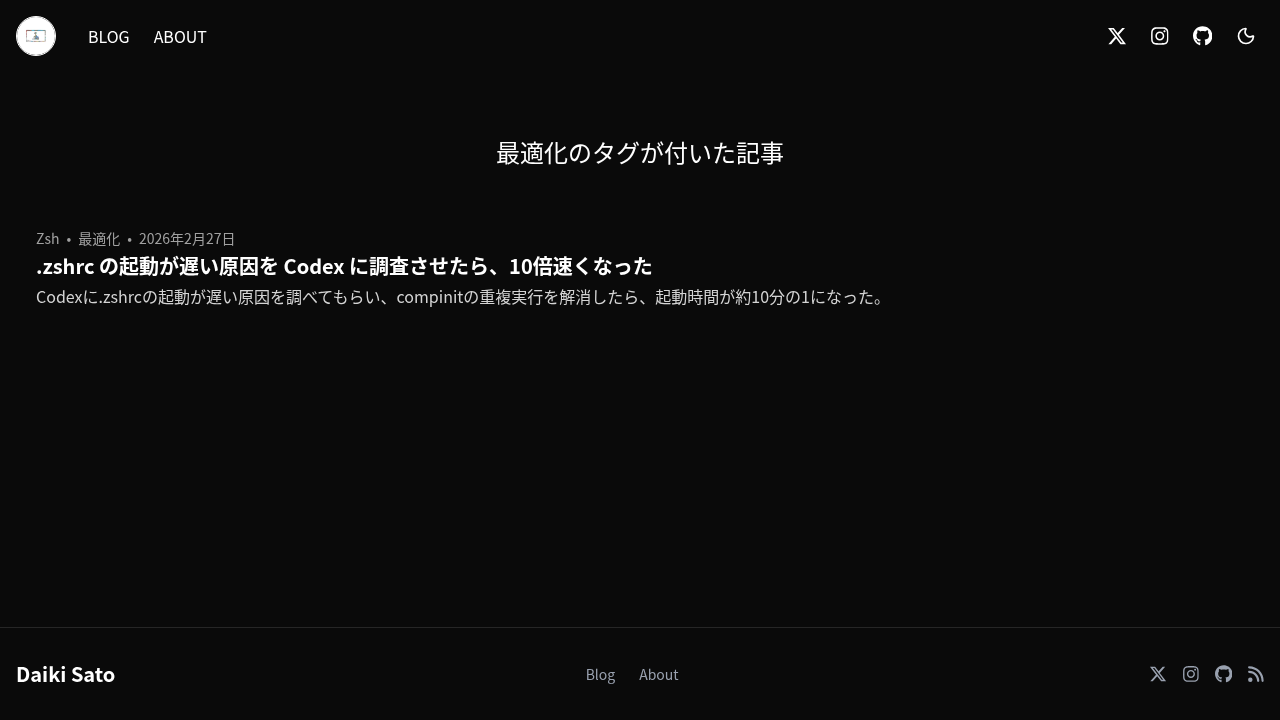 BLOG ABOUT
最適化のタグが付いた記事
Zsh • 最適化 • 2026年2月27日
.zshrc の起動が遅い原因を Codex に調査させたら、10倍速くなった
Codexに.zshrcの起動が遅い原因を調べてもらい、compinitの重複実行を解消したら、起動時間が約10分の1になった。
Daiki Sato
Blog About